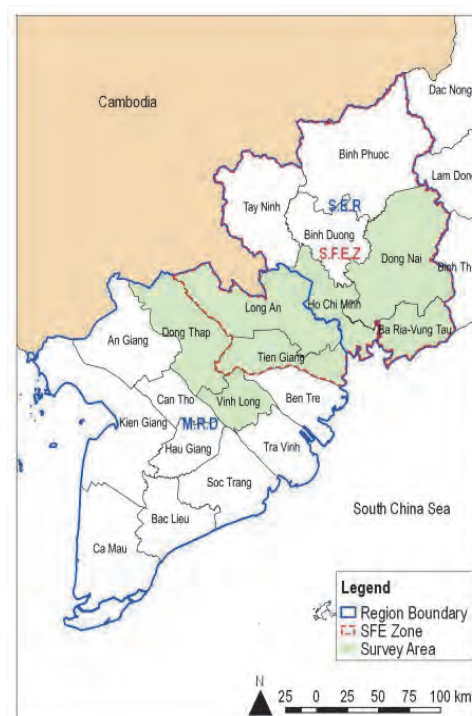 Dac Nong
Cambodia
Binh Phuoc
Lam Dong
Tay Ninh
S.E.R
Binh Duong
S.F.E.Z
Dong Nai
Binh Th
Long An
Ho Chi Mihh
Dong Thap
Ba Ria-Vung Tau
An Giang
Tien Giang
Can Tho
Vinh Long
Ben Tre
Kien Giang
M.R.D
Hau Giang
Tra Vinh
Soc Trang
Bac Lieu
South China Sea
Ca Mau
Legend
Region Boundary
SFE Zone
Survey Area
N
25 0 25 50 75 100 km